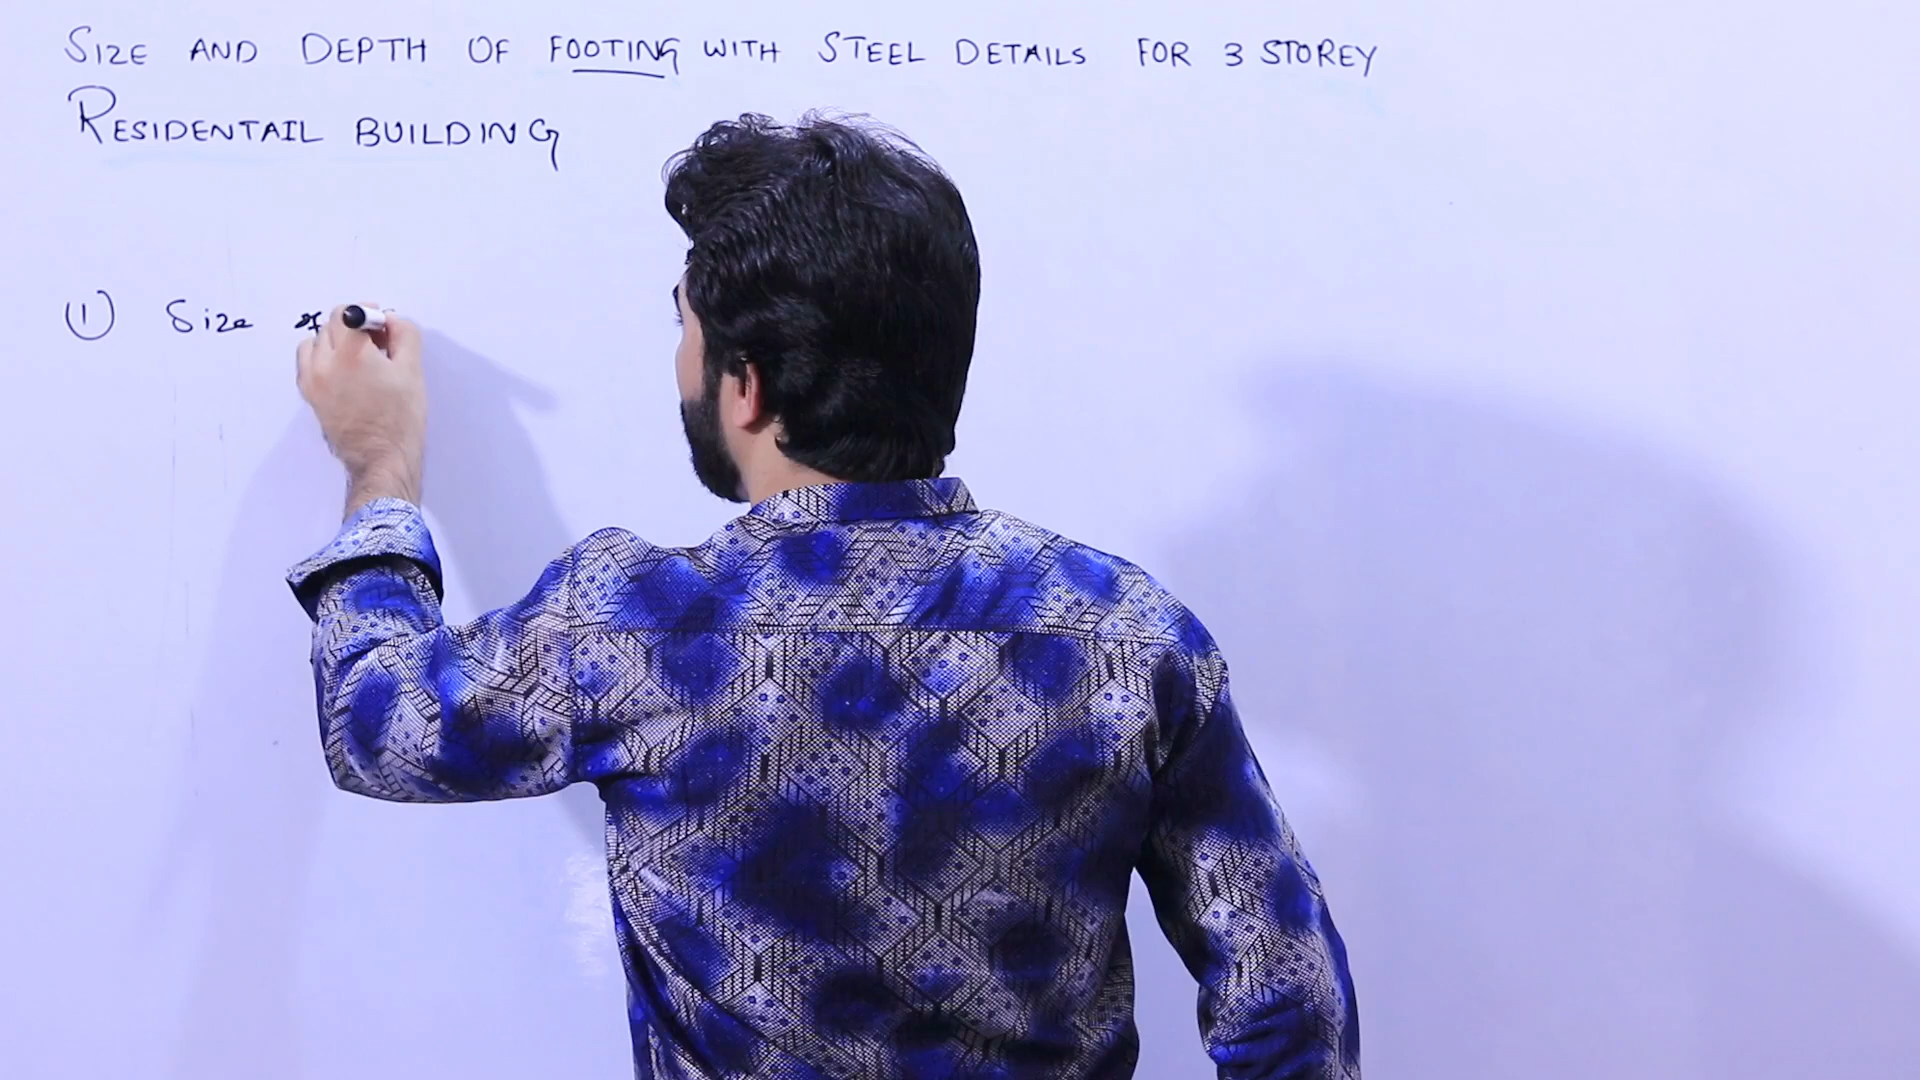 SIZE AND DEPTH OF FOOTING WITH STEEL DETAILS FOR 3 STOREY
RESIDENTAIL BUILDING
① Size of